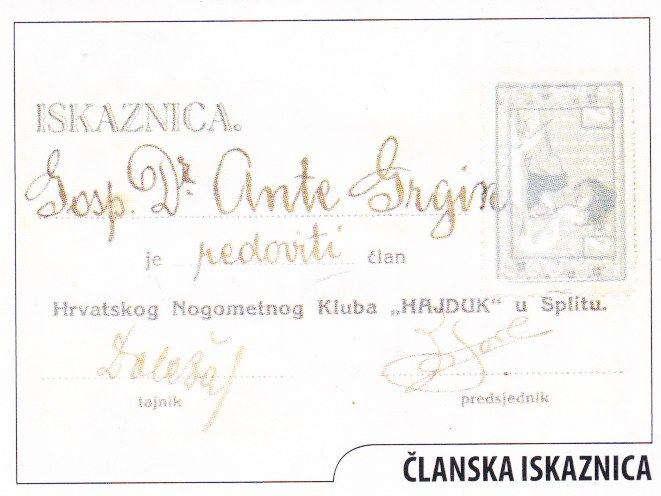 ISKAZNICA.
Gosp. Dr. Ante Grgin
je redoviti član
Hrvatskog Nogometnog Kluba „HAJDUK“ u Splitu.
tajnik predsjednik
ČLANSKA ISKAZNICA